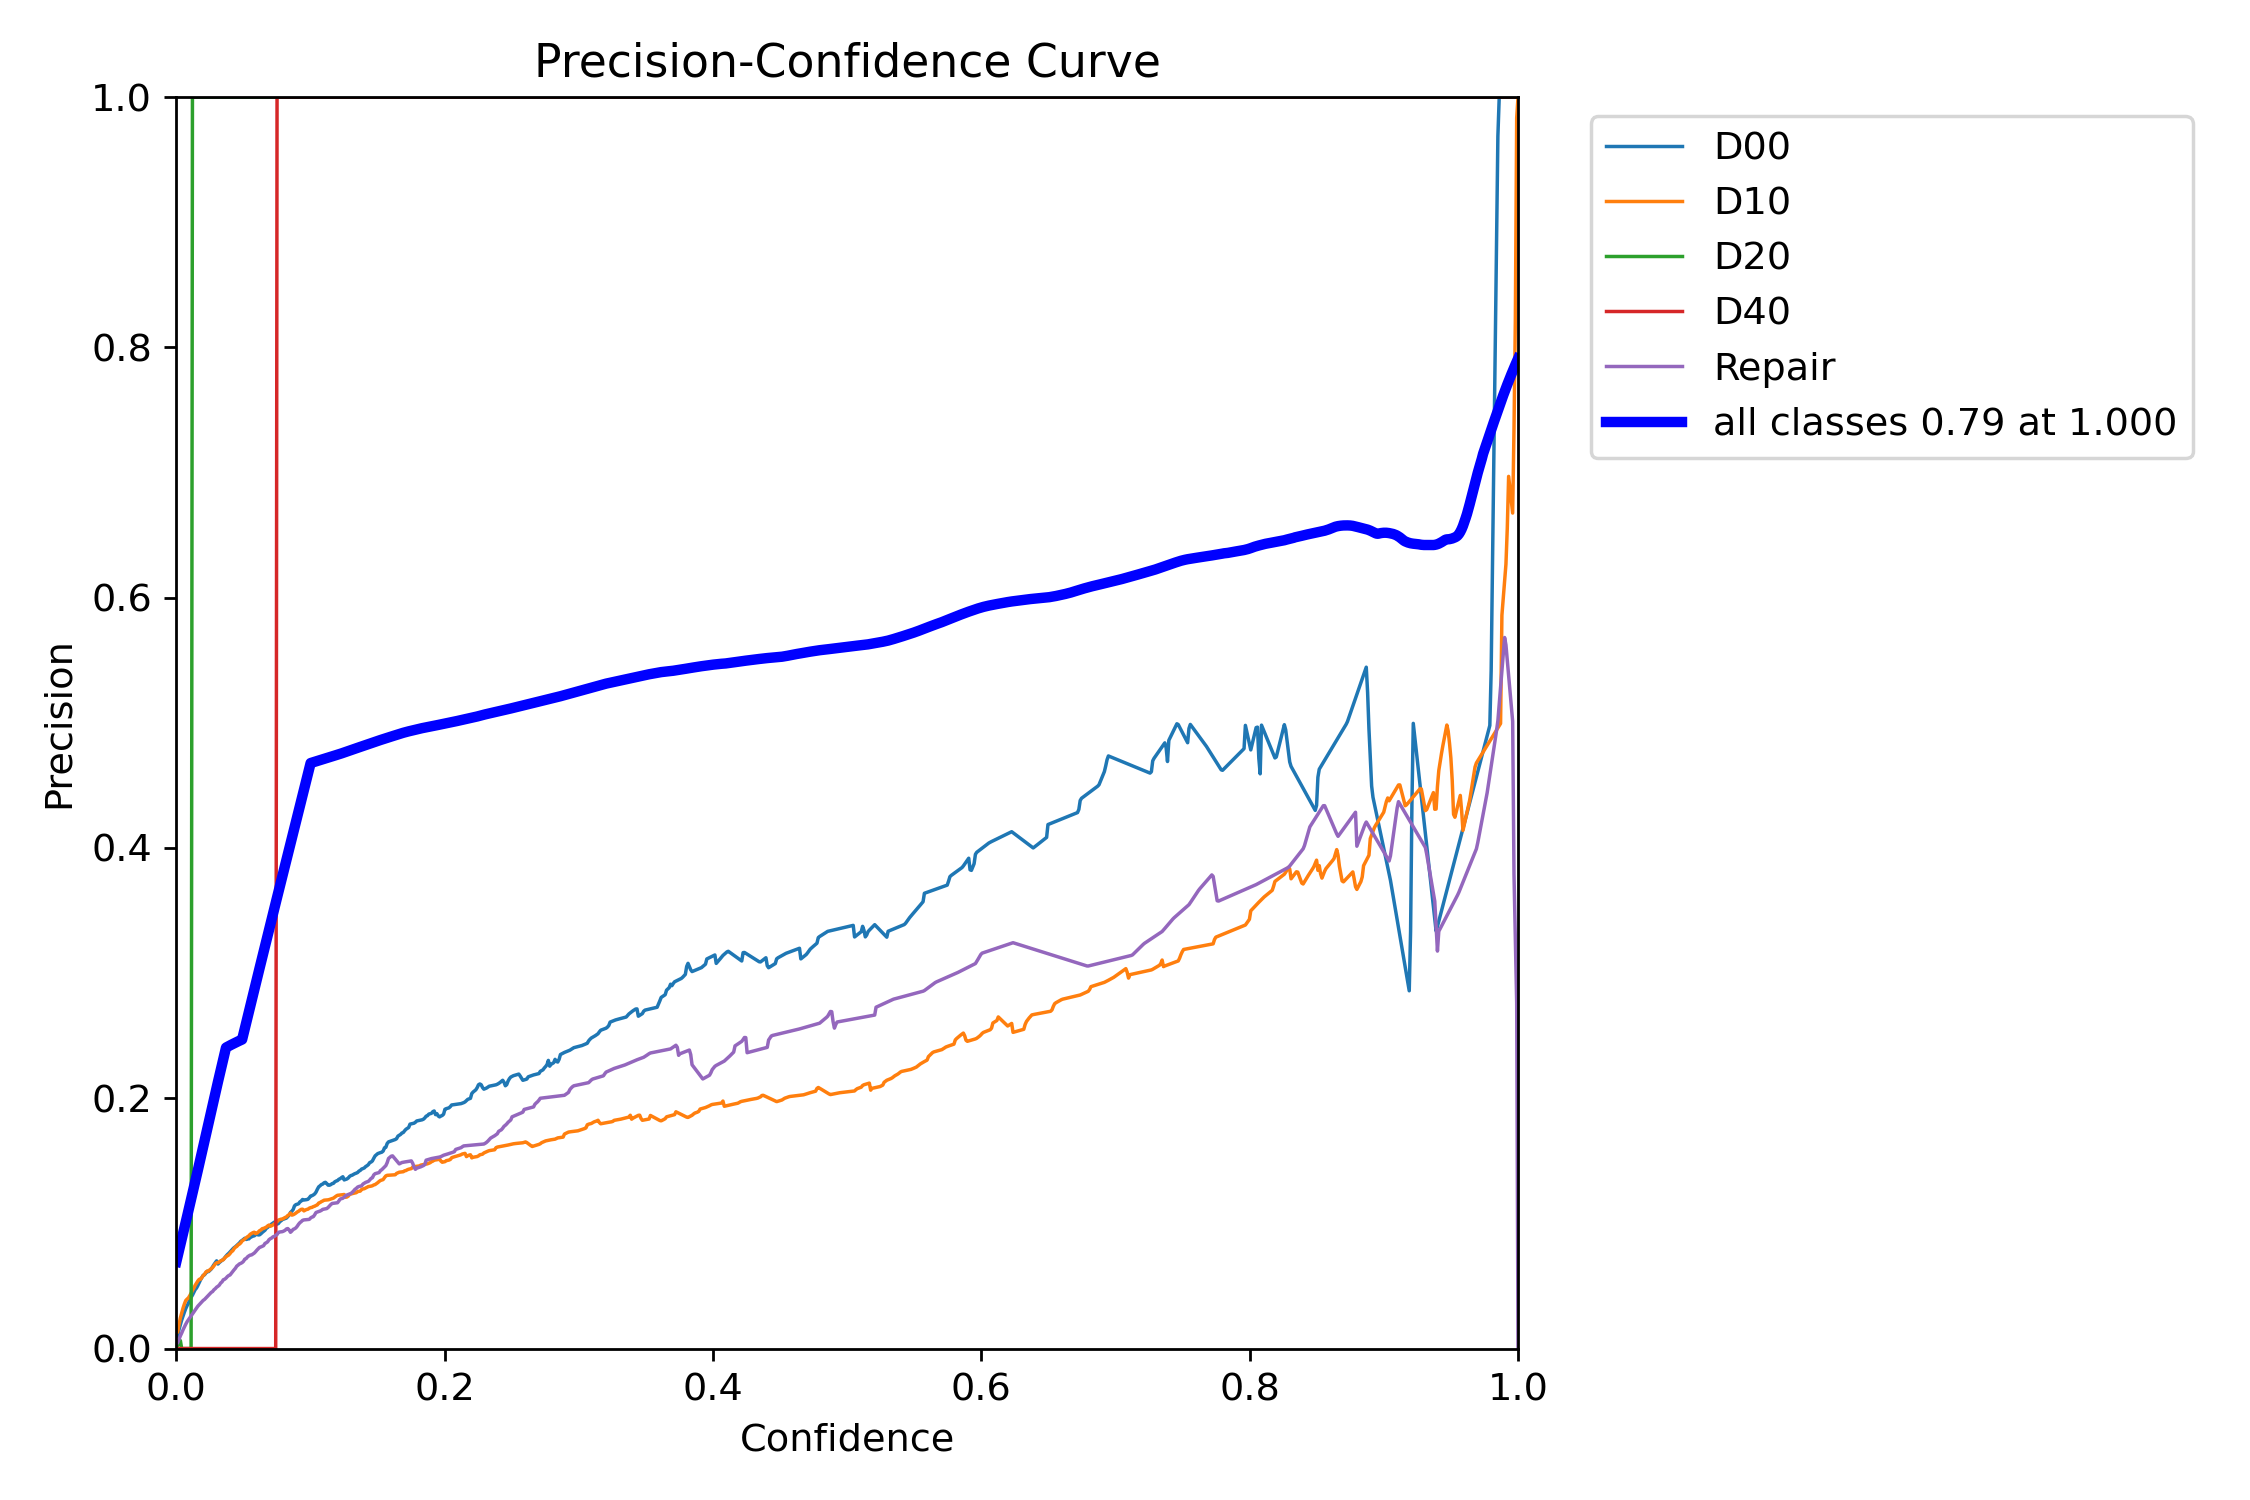 Precision-Confidence Curve
1.0
0.8
0.6
0.4
0.2
0.0
Precision
0.0 0.2 0.4 0.6 0.8 1.0
Confidence
D00
D10
D20
D40
Repair
all classes 0.79 at 1.000